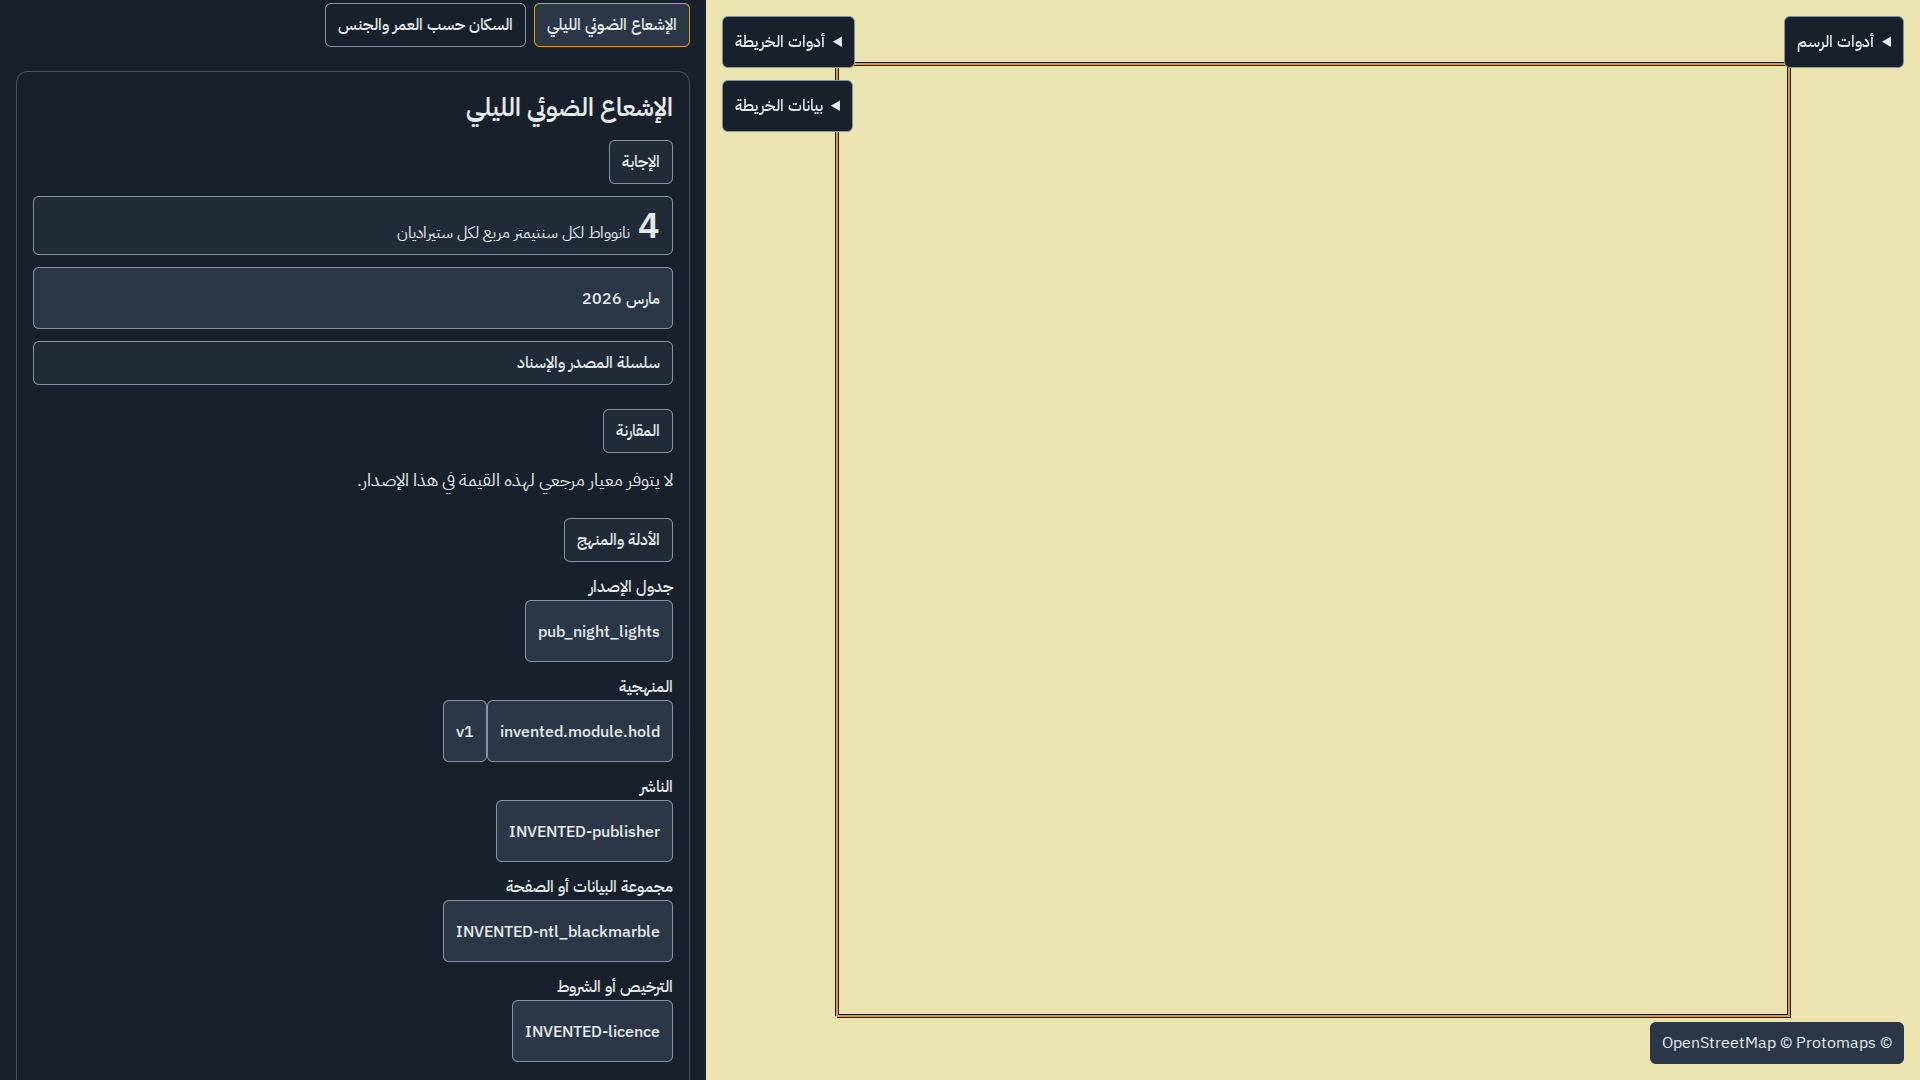 أدوات الرسم
أدوات الخريطة
بيانات الخريطة
OpenStreetMap © Protomaps ©
الإشعاع الضوئي الليلي
السكان حسب العمر والجنس
الإشعاع الضوئي الليلي
الإجابة
4 نانوواط لكل سنتيمتر مربع لكل ستيراديان
مارس 2026
سلسلة المصدر والإسناد
المقارنة
لا يتوفر معيار مرجعي لهذه القيمة في هذا الإصدار.
الأدلة والمنهج
جدول الإصدار
pub_night_lights
المنهجية
invented.module.hold
v1
الناشر
INVENTED-publisher
مجموعة البيانات أو الصفحة
INVENTED-ntl_blackmarble
الترخيص أو الشروط
INVENTED-licence